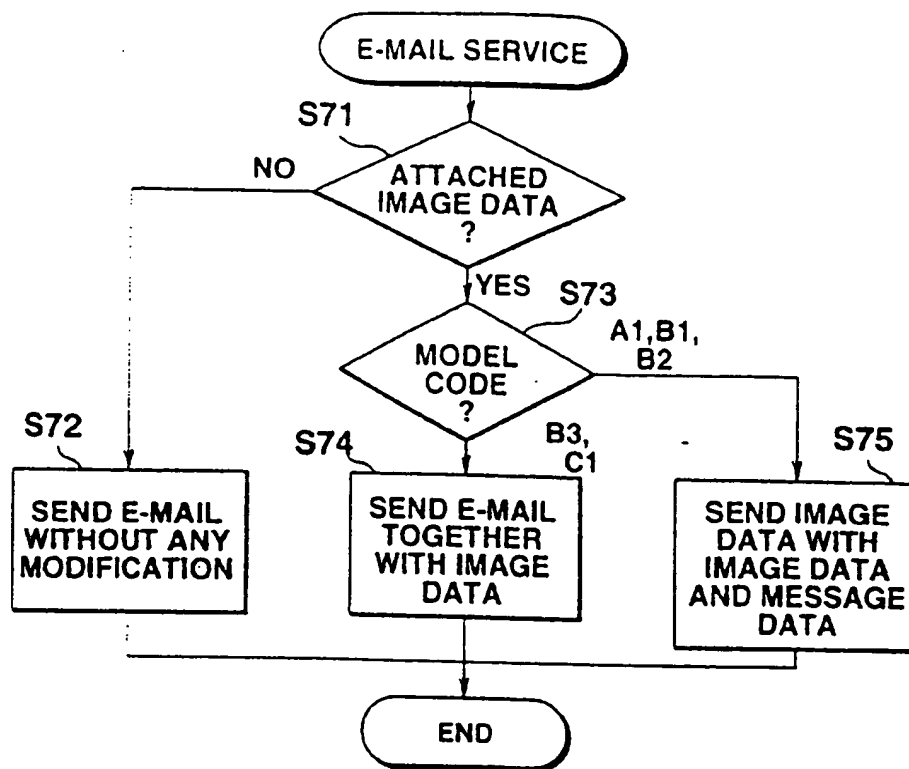 E-MAIL SERVICE
S71
NO
ATTACHED
IMAGE DATA
?
YES
S73
A1,B1,
B2
MODEL
CODE
?
S72
S74
B3,
C1
S75
SEND E-MAIL
WITHOUT ANY
MODIFICATION
SEND E-MAIL
TOGETHER
WITH IMAGE
DATA
SEND IMAGE
DATA WITH
IMAGE DATA
AND MESSAGE
DATA
END